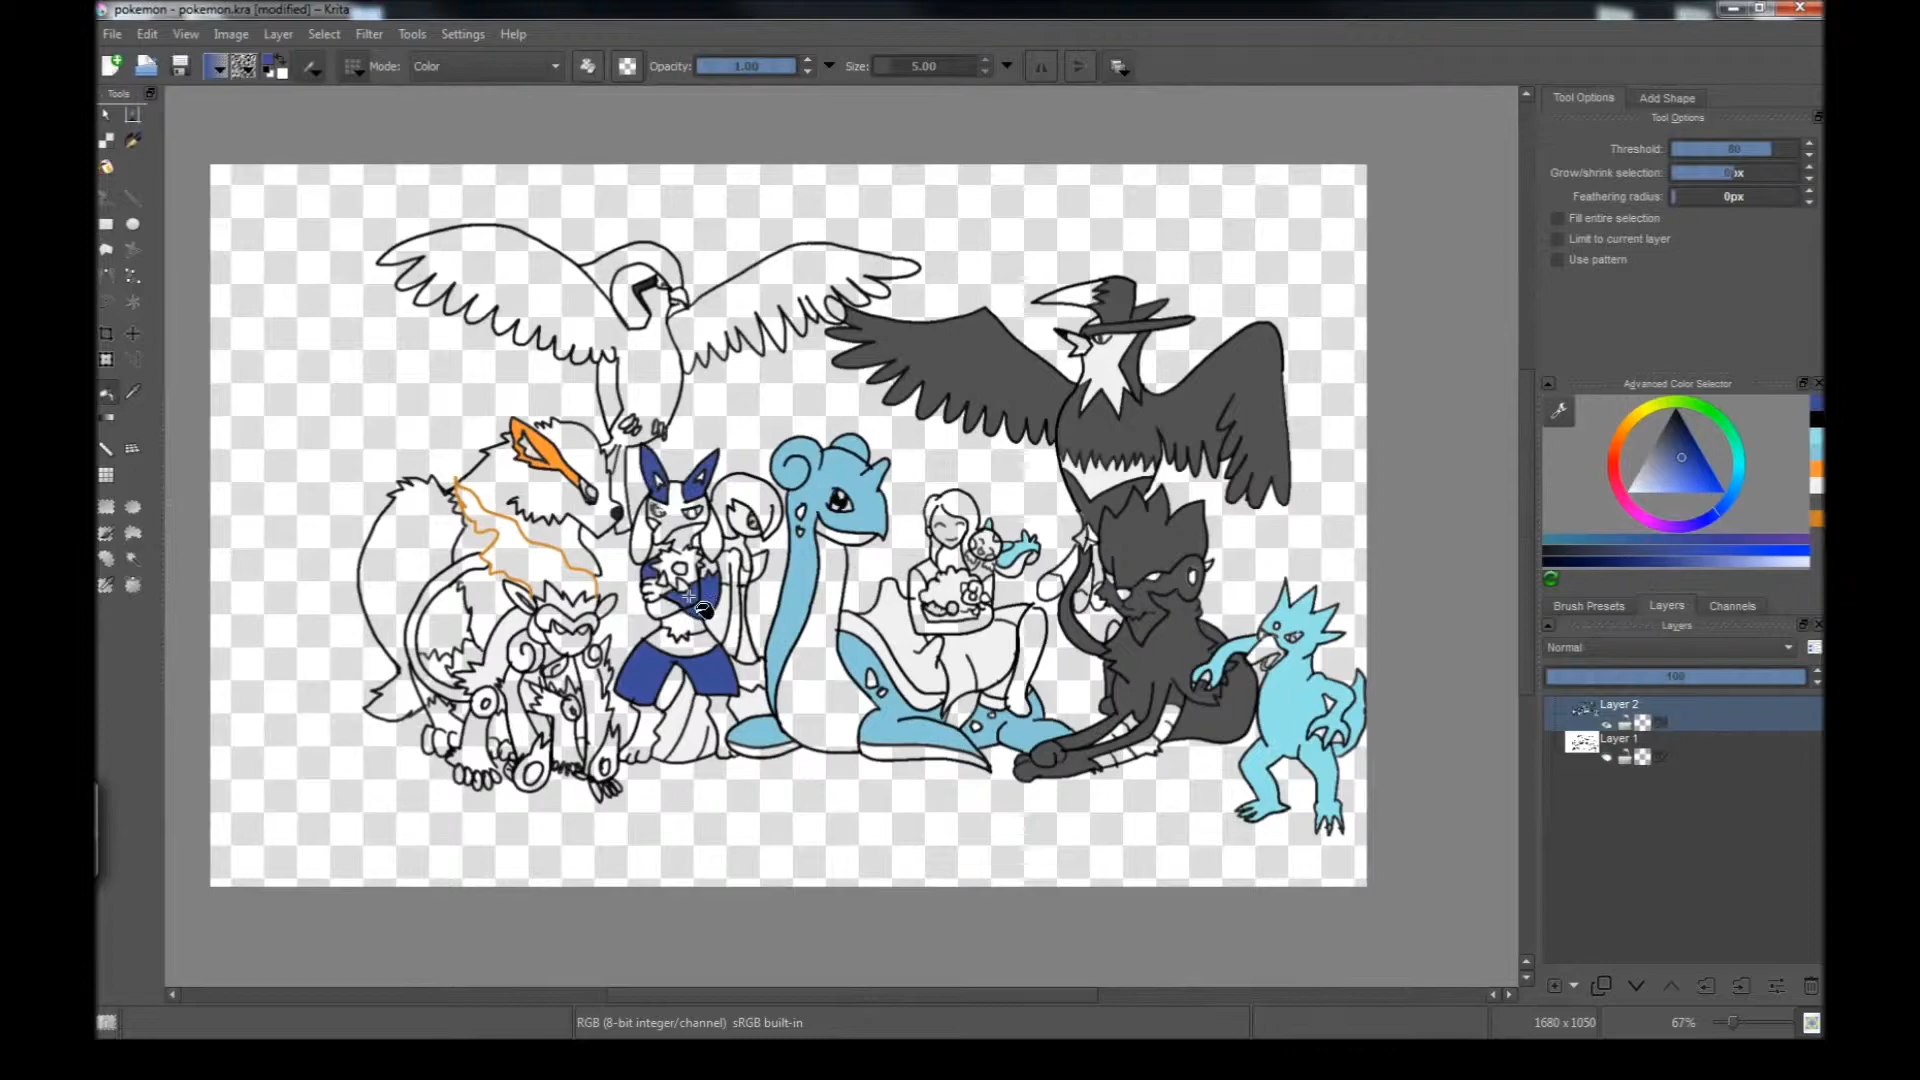 pokemon - pokemon.kra [modified] – Krita
File Edit View Image Layer Select Filter Tools Settings Help
Mode: Color Opacity: 1.00 Size: 5.00
Tools
Tool Options Add Shape
Tool Options
Threshold: 80
Grow/shrink selection: 0px
Feathering radius: 0px
Fill entire selection
Limit to current layer
Use pattern
Advanced Color Selector
Brush Presets Layers Channels
Layers
Normal
100
Layer 2
Layer 1
RGB (8-bit integer/channel) sRGB built-in
1680 x 1050
67%